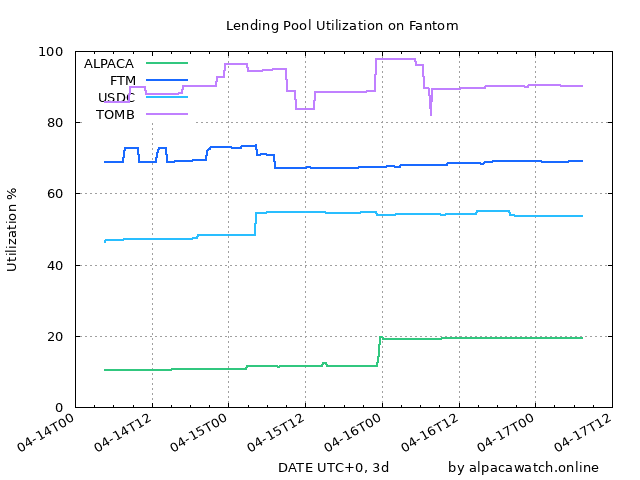 Lending Pool Utilization on Fantom
100
80
60
40
20
0
Utilization %
ALPACA
FTM
USDC
TOMB
04-14T00
04-14T12
04-15T00
04-15T12
04-16T00
04-16T12
04-17T00
04-17T12
DATE UTC+0, 3d
by alpacawatch.online